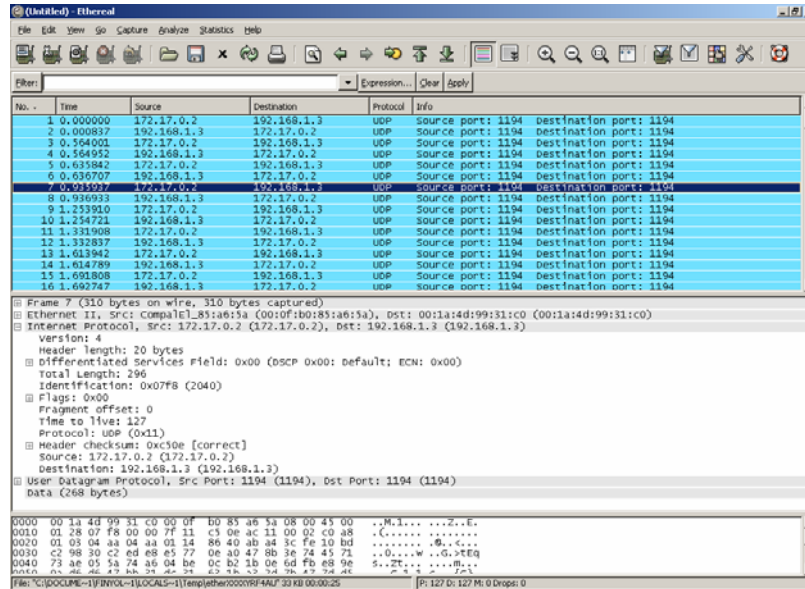 (Untitled) - Ethereal
File Edit View Go Capture Analyze Statistics Help
Filter: Expression... Clear Apply
No. . Time Source Destination Protocol Info
1 0.000000 172.17.0.2 192.168.1.3 UDP Source port: 1194 Destination port: 1194
2 0.000837 192.168.1.3 172.17.0.2 UDP Source port: 1194 Destination port: 1194
3 0.564001 172.17.0.2 192.168.1.3 UDP Source port: 1194 Destination port: 1194
4 0.564952 192.168.1.3 172.17.0.2 UDP Source port: 1194 Destination port: 1194
5 0.635842 172.17.0.2 192.168.1.3 UDP Source port: 1194 Destination port: 1194
6 0.636707 192.168.1.3 172.17.0.2 UDP Source port: 1194 Destination port: 1194
7 0.935937 172.17.0.2 192.168.1.3 UDP Source port: 1194 Destination port: 1194
8 0.936933 192.168.1.3 172.17.0.2 UDP Source port: 1194 Destination port: 1194
9 1.253910 172.17.0.2 192.168.1.3 UDP Source port: 1194 Destination port: 1194
10 1.254721 192.168.1.3 172.17.0.2 UDP Source port: 1194 Destination port: 1194
11 1.331908 172.17.0.2 192.168.1.3 UDP Source port: 1194 Destination port: 1194
12 1.332837 192.168.1.3 172.17.0.2 UDP Source port: 1194 Destination port: 1194
13 1.613942 172.17.0.2 192.168.1.3 UDP Source port: 1194 Destination port: 1194
14 1.614789 192.168.1.3 172.17.0.2 UDP Source port: 1194 Destination port: 1194
15 1.691808 172.17.0.2 192.168.1.3 UDP Source port: 1194 Destination port: 1194
16 1.692747 192.168.1.3 172.17.0.2 UDP Source port: 1194 Destination port: 1194
Frame 7 (310 bytes on wire, 310 bytes captured)
Ethernet II, Src: CompalEl_85:a6:5a (00:0f:b0:85:a6:5a), Dst: 00:1a:4d:99:31:c0 (00:1a:4d:99:31:c0)
Internet Protocol, Src: 172.17.0.2 (172.17.0.2), Dst: 192.168.1.3 (192.168.1.3)
Version: 4
Header length: 20 bytes
Differentiated Services Field: 0x00 (DSCP 0x00: Default; ECN: 0x00)
Total Length: 296
Identification: 0x07f8 (2040)
Flags: 0x00
Fragment offset: 0
Time to live: 127
Protocol: UDP (0x11)
Header checksum: 0xc50e [correct]
Source: 172.17.0.2 (172.17.0.2)
Destination: 192.168.1.3 (192.168.1.3)
User Datagram Protocol, Src Port: 1194 (1194), Dst Port: 1194 (1194)
Data (268 bytes)
0000 00 1a 4d 99 31 c0 00 0f b0 85 a6 5a 08 00 45 00 ..M.1... ...Z..E.
0010 01 28 07 f8 00 00 7f 11 c5 0e ac 11 00 02 c0 a8 .(...... ........
0020 01 03 04 aa 04 aa 01 14 86 40 ab a4 3c fe 10 bd ........ .@..<...
0030 c2 98 30 c2 ed e8 e5 77 0e a0 47 8b 3e 74 45 71 ..0....w ..G.>tEq
0040 73 ae 05 5a 74 a6 04 be 0c b2 1b 0e 6d fb e8 9e s..Zt... ....m...
0050
File: "C:\DOCUME~1\FINYOL~1\LOCALS~1\Temp\etherXXXXYRF4AU" 33 KB 00:00:25 P: 127 D: 127 M: 0 Drops: 0